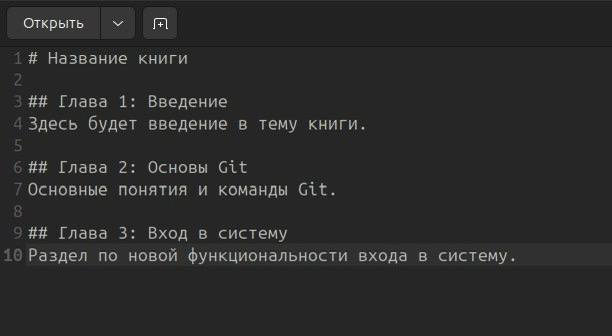 Открыть
1 # Название книги
2
3 ## Глава 1: Введение
4 Здесь будет введение в тему книги.
5
6 ## Глава 2: Основы Git
7 Основные понятия и команды Git.
8
9 ## Глава 3: Вход в систему
10 Раздел по новой функциональности входа в систему.